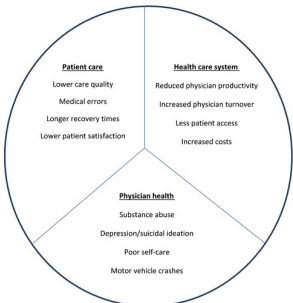 Patient care
Lower care quality
Medical errors
Longer recovery times
Lower patient satisfaction
Health care system
Reduced physician productivity
Increased physician turnover
Less patient access
Increased costs
Physician health
Substance abuse
Depression/suicidal ideation
Poor self-care
Motor vehicle crashes